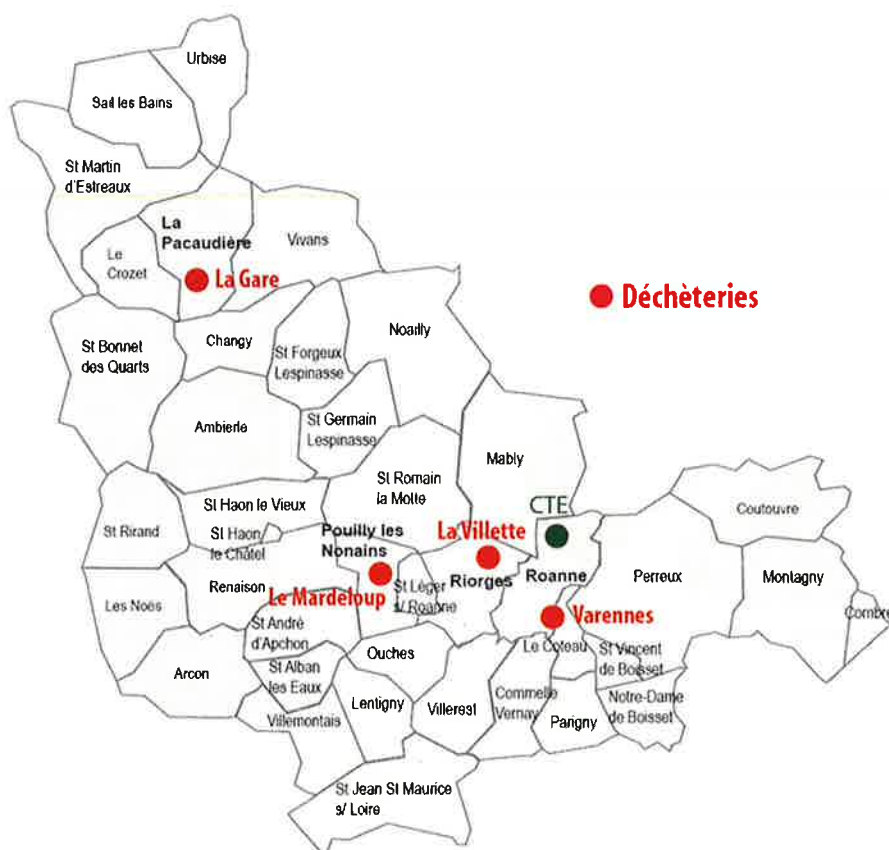 Urbise
Sail les Bains
St Martin
d'Estreaux
La
Pacaudière
Le
Crozet
Vivans
La Gare
Déchèteries
St Bonnet
des Quarts
Changy
St Forgeux
Lespinasse
Noailly
Ambierle
St Germain
Lespinasse
Mably
St Romain
la Motte
St Haon le Vieux
CTE
Coutouvre
St Rirand
St Haon
le Châtel
Pouilly les
Nonains
La Villette
Riorges
Roanne
Perreux
Montagny
Combre
Renaison
Le Mardeloup
St Léger
s/ Roanne
Les Noës
Varennes
St André
d'Apchon
Ouches
Le Coteau
St Vincent
de Boisset
Arcon
St Alban
les Eaux
Villemontais
Lentigny
Villerest
Commelle
Vernay
Parigny
Notre-Dame
de Boisset
St Jean St Maurice
s/ Loire